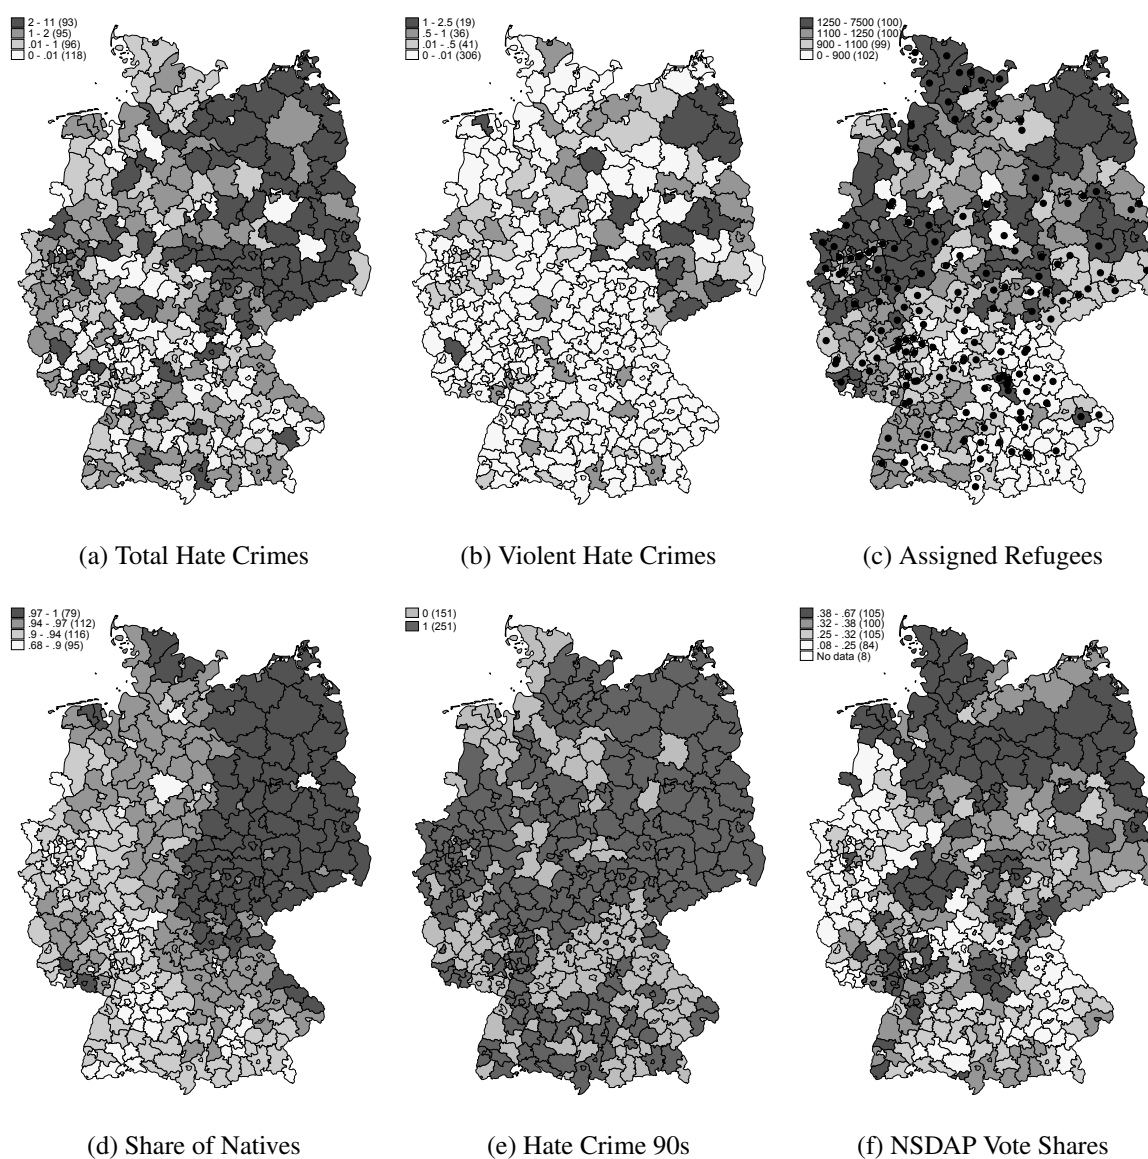 2 - 11 (93)
1 - 2 (95)
.01 - 1 (96)
0 - .01 (118)
1 - 2.5 (19)
.5 - 1 (36)
.01 - .5 (41)
0 - .01 (306)
1250 - 7500 (100)
1100 - 1250 (100)
900 - 1100 (99)
0 - 900 (102)
(a) Total Hate Crimes
(b) Violent Hate Crimes
(c) Assigned Refugees
.97 - 1 (79)
.94 - .97 (112)
.9 - .94 (116)
.68 - .9 (95)
0 (151)
1 (251)
.38 - .67 (105)
.32 - .38 (100)
.25 - .32 (105)
.08 - .25 (84)
No data (8)
(d) Share of Natives
(e) Hate Crime 90s
(f) NSDAP Vote Shares